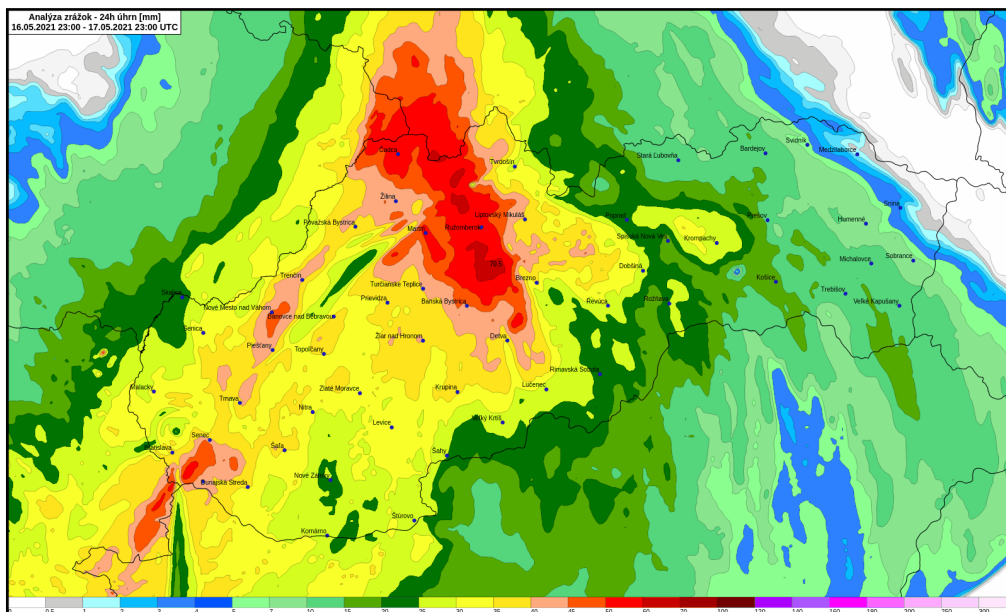 Analýza zrážok - 24h úhrn [mm]
16.05.2021 23:00 - 17.05.2021 23:00 UTC
Svidník
Bardejov
Medzilaborce
Čadca
Stará Ľubovňa
Tvrdošín
Žilina
Snina
Považská Bystrica
Martin
Ružomberok
Liptovský Mikuláš
Poprad
Prešov
Humenné
Spišská Nová Ves
Krompachy
Michalovce
Sobrance
Dobšiná
Trenčín
Brezno
Košice
Turčianske Teplice
Skalica
Prievidza
Banská Bystrica
Revúca
Rožňava
Trebišov
Veľké Kapušany
Nové Mesto nad Váhom
Bánovce nad Bebravou
Senica
Žiar nad Hronom
Detva
Piešťany
Topoľčany
Rimavská Sobota
Malacky
Zlaté Moravce
Krupina
Lučenec
Trnava
Nitra
Veľký Krtíš
Levice
Senec
Bratislava
Šaľa
Šahy
Nové Zámky
Dunajská Streda
Štúrovo
Komárno
0.5 1 2 3 4 5 7 10 15 20 25 30 35 40 45 50 60 70 100 120 140 160 180 200 250 300